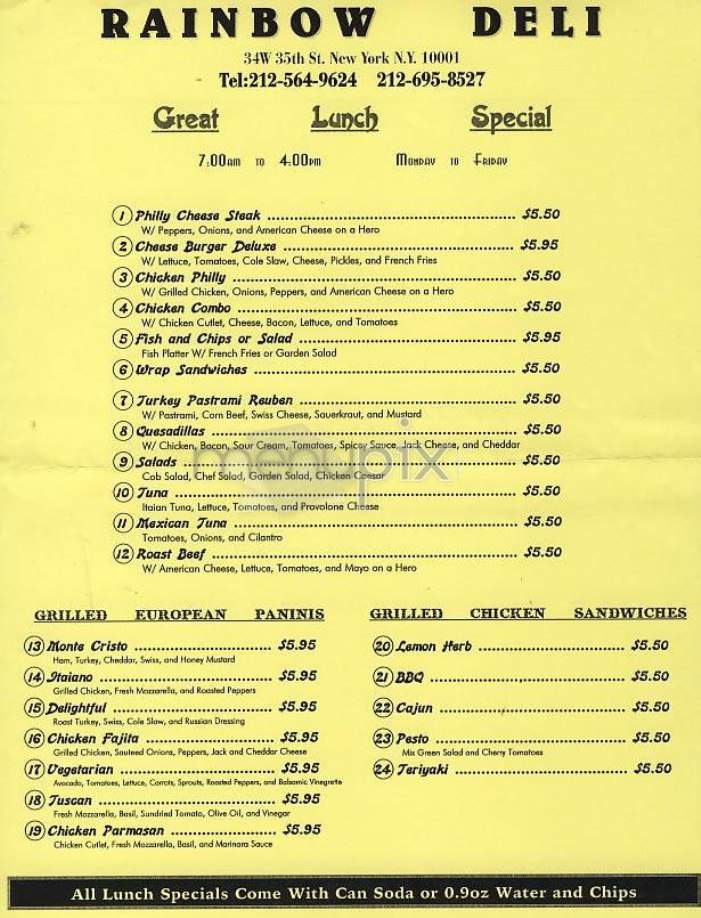 RAINBOW DELI
34W 35th St. New York N.Y. 10001
Tel:212-564-9624 212-695-8527
Great Lunch Special
7:00am to 4:00pm Monday to Friday
1 Philly Cheese Steak ........ $5.50
W/ Peppers, Onions, and American Cheese on a Hero
2 Cheese Burger Deluxe ........ $5.95
W/ Lettuce, Tomatoes, Cole Slaw, Cheese, Pickles, and French Fries
3 Chicken Philly ........ $5.50
W/ Grilled Chicken, Onions, Peppers, and American Cheese on a Hero
4 Chicken Combo ........ $5.50
W/ Chicken Cutlet, Cheese, Bacon, Lettuce, and Tomatoes
5 Fish and Chips or Salad ........ $5.95
Fish Platter W/ French Fries or Garden Salad
6 Wrap Sandwiches ........ $5.50
7 Turkey Pastrami Reuben ........ $5.50
W/ Pastrami, Corn Beef, Swiss Cheese, Sauerkraut, and Mustard
8 Quesadillas ........ $5.50
W/ Chicken, Bacon, Sour Cream, Tomatoes, Spicy Sauce, Jack Cheese, and Cheddar
9 Salads ........ $5.50
Cob Salad, Chef Salad, Garden Salad, Chicken Caesar
menupix
10 Tuna ........ $5.50
Itaian Tuna, Lettuce, Tomatoes, and Provolone Cheese
11 Mexican Tuna ........ $5.50
Tomatoes, Onions, and Cilantro
12 Roast Beef ........ $5.50
W/ American Cheese, Lettuce, Tomatoes, and Mayo on a Hero
GRILLED EUROPEAN PANINIS
13 Monte Cristo ........ $5.95
Ham, Turkey, Cheddar, Swiss, and Honey Mustard
14 Itaiano ........ $5.95
Grilled Chicken, Fresh Mozzarella, and Roasted Peppers
15 Delightful ........ $5.95
Roast Turkey, Swiss, Cole Slaw, and Russian Dressing
16 Chicken Fajita ........ $5.95
Grilled Chicken, Sauteed Onions, Peppers, Jack and Cheddar Cheese
17 Vegetarian ........ $5.95
Avocado, Tomatoes, Lettuce, Carrots, Sprouts, Roasted Peppers, and Balsamic Vinegrete
18 Tuscan ........ $5.95
Fresh Mozzarella, Basil, Sundried Tomato, Olive Oil, and Vinegar
19 Chicken Parmasan ........ $5.95
Chicken Cutlet, Fresh Mozzarella, Basil, and Marinara Sauce
GRILLED CHICKEN SANDWICHES
20 Lemon Herb ........ $5.50
21 BBQ ........ $5.50
22 Cajun ........ $5.50
23 Pesto ........ $5.50
Mix Green Salad and Cherry Tomatoes
24 Teriyaki ........ $5.50
All Lunch Specials Come With Can Soda or 0.9oz Water and Chips